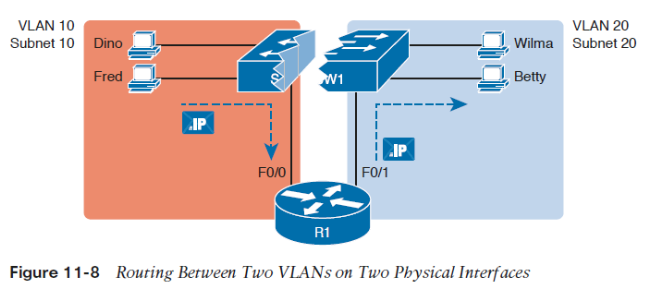 VLAN 10
Subnet 10
Dino
Fred
SW1
VLAN 20
Subnet 20
Wilma
Betty
.IP
.IP
F0/0
F0/1
R1
Figure 11-8 Routing Between Two VLANs on Two Physical Interfaces